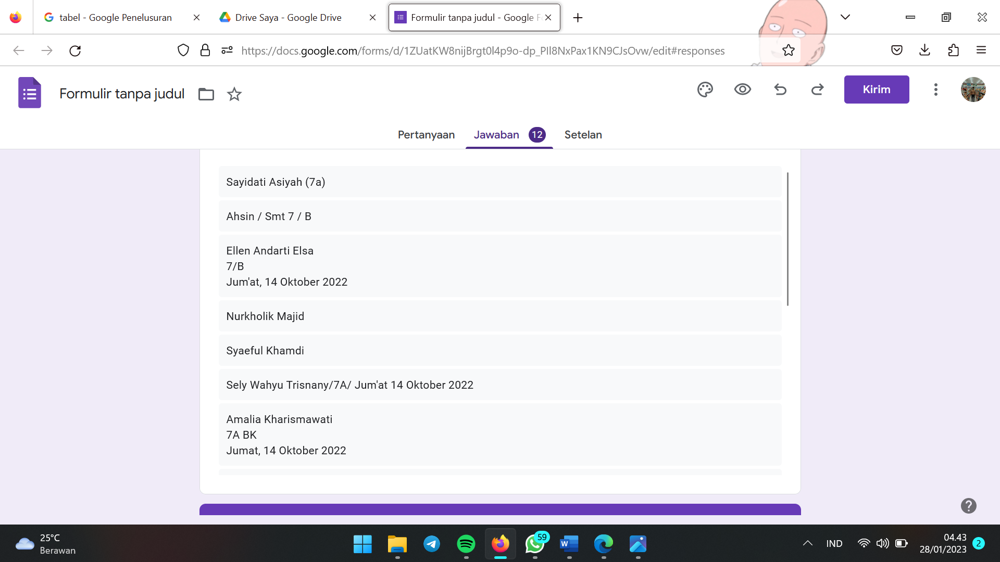 tabel - Google Penelusuran
Drive Saya - Google Drive
Formulir tanpa judul - Google F
https://docs.google.com/forms/d/1ZUatKW8nijBrgt0l4p9o-dp_PIl8NxPax1KN9CJsOvw/edit#responses
Formulir tanpa judul
Kirim
Pertanyaan
Jawaban 12
Setelan
Sayidati Asiyah (7a)
Ahsin / Smt 7 / B
Ellen Andarti Elsa
7/B
Jum'at, 14 Oktober 2022
Nurkholik Majid
Syaeful Khamdi
Sely Wahyu Trisnany/7A/ Jum'at 14 Oktober 2022
Amalia Kharismawati
7A BK
Jumat, 14 Oktober 2022
25°C
Berawan
59
W
IND
04.43
28/01/2023
2